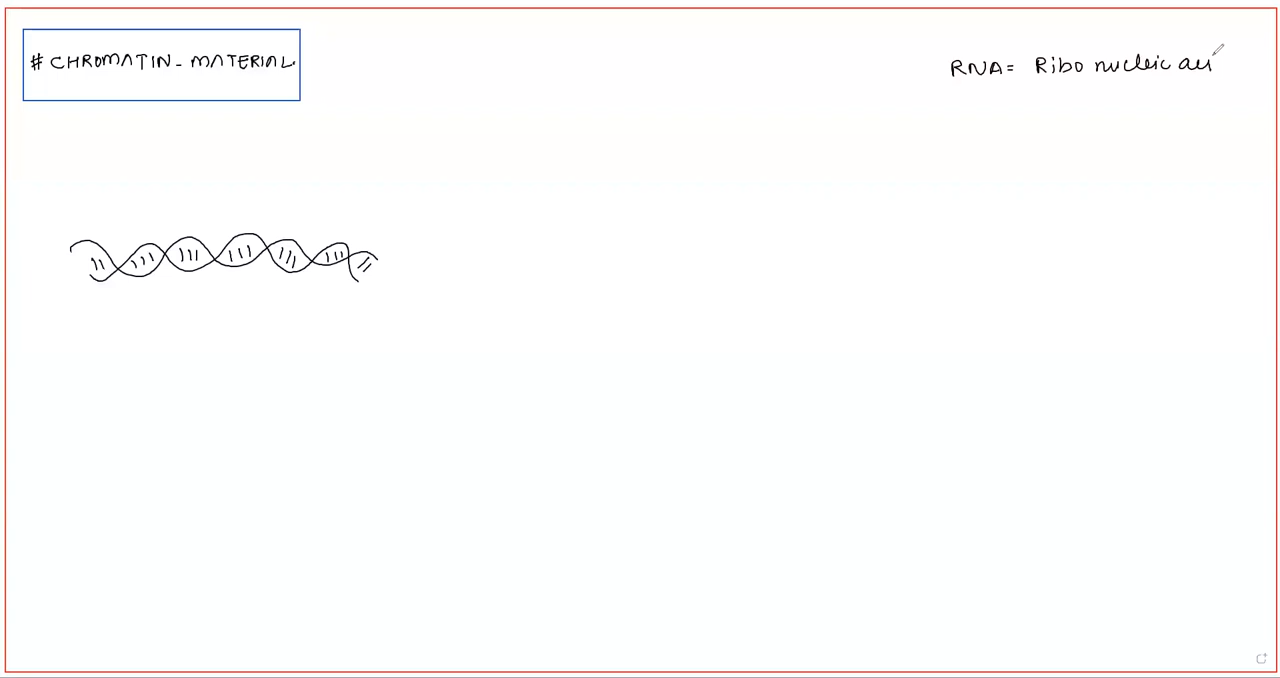 # CHROMATIN - MATERIAL
RNA = Ribo nucleic